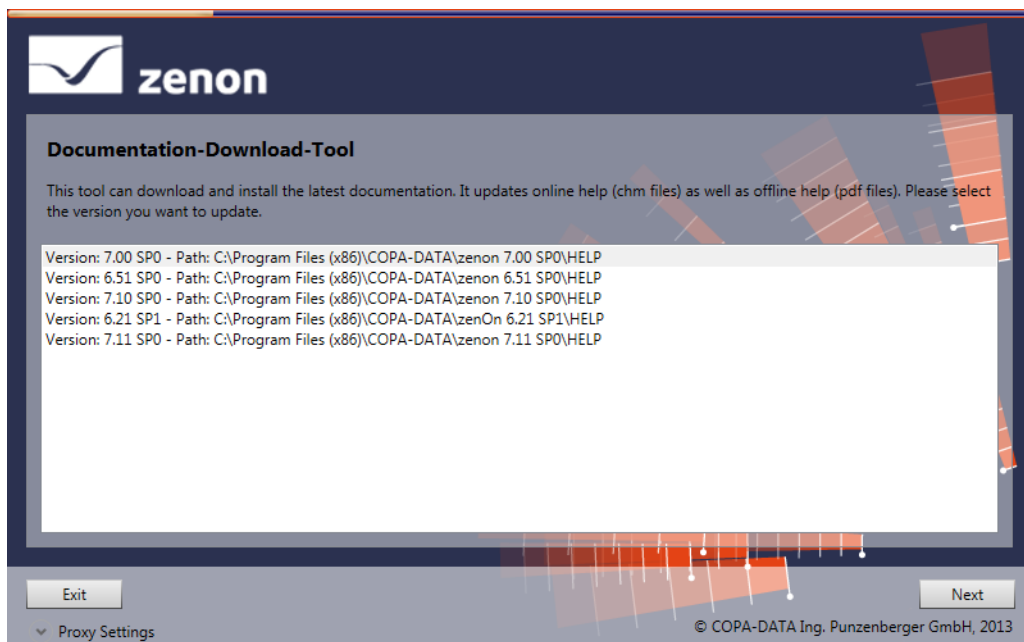 zenon
Documentation-Download-Tool
This tool can download and install the latest documentation. It updates online help (chm files) as well as offline help (pdf files). Please select
the version you want to update.
Version: 7.00 SP0 - Path: C:\Program Files (x86)\COPA-DATA\zenon 7.00 SP0\HELP
Version: 6.51 SP0 - Path: C:\Program Files (x86)\COPA-DATA\zenon 6.51 SP0\HELP
Version: 7.10 SP0 - Path: C:\Program Files (x86)\COPA-DATA\zenon 7.10 SP0\HELP
Version: 6.21 SP1 - Path: C:\Program Files (x86)\COPA-DATA\zenOn 6.21 SP1\HELP
Version: 7.11 SP0 - Path: C:\Program Files (x86)\COPA-DATA\zenon 7.11 SP0\HELP
Exit
Next
Proxy Settings
© COPA-DATA Ing. Punzenberger GmbH, 2013